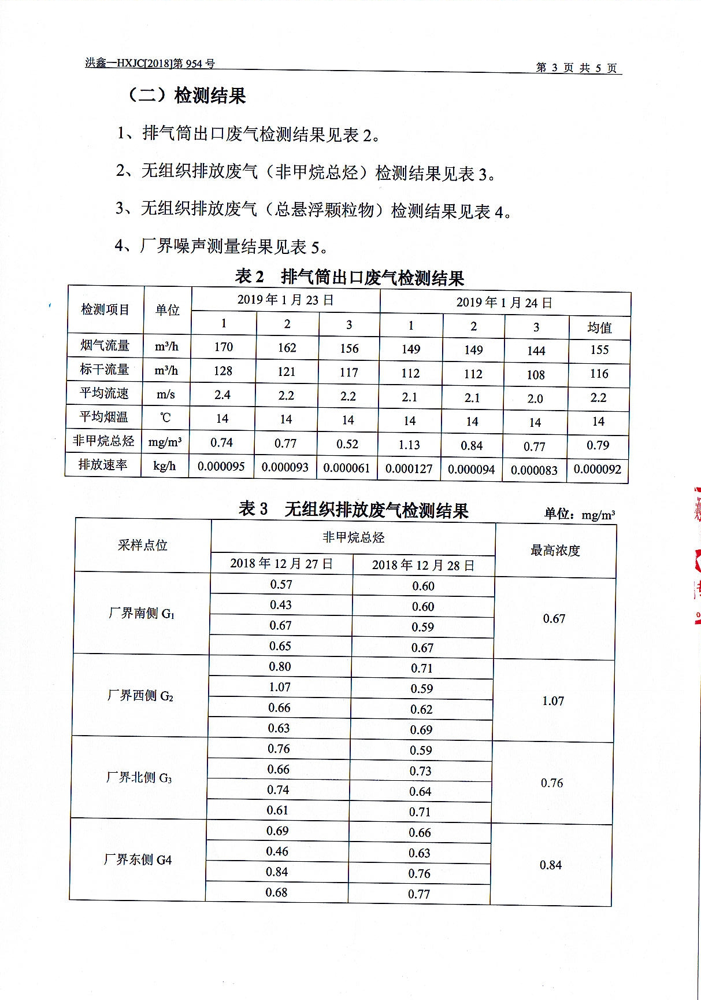 洪鑫—HXJC[2018]第 954 号
第 3 页 共 5 页
（二）检测结果
1、排气筒出口废气检测结果见表 2。
2、无组织排放废气（非甲烷总烃）检测结果见表 3。
3、无组织排放废气（总悬浮颗粒物）检测结果见表 4。
4、厂界噪声测量结果见表 5。
表 2 排气筒出口废气检测结果
检测项目 单位 2019 年 1 月 23 日 2019 年 1 月 24 日
1 2 3 1 2 3 均值
烟气流量 m³/h 170 162 156 149 149 144 155
标干流量 m³/h 128 121 117 112 112 108 116
平均流速 m/s 2.4 2.2 2.2 2.1 2.1 2.0 2.2
平均烟温 ℃ 14 14 14 14 14 14 14
非甲烷总烃 mg/m³ 0.74 0.77 0.52 1.13 0.84 0.77 0.79
排放速率 kg/h 0.000095 0.000093 0.000061 0.000127 0.000094 0.000083 0.000092
表 3 无组织排放废气检测结果 单位：mg/m³
采样点位 非甲烷总烃 最高浓度
2018 年 12 月 27 日 2018 年 12 月 28 日
厂界南侧 G₁ 0.57 0.60 0.67
0.43 0.60
0.67 0.59
0.65 0.67
厂界西侧 G₂ 0.80 0.71 1.07
1.07 0.59
0.66 0.62
0.63 0.69
厂界北侧 G₃ 0.76 0.59 0.76
0.66 0.73
0.74 0.64
0.61 0.71
厂界东侧 G4 0.69 0.66 0.84
0.46 0.63
0.84 0.76
0.68 0.77